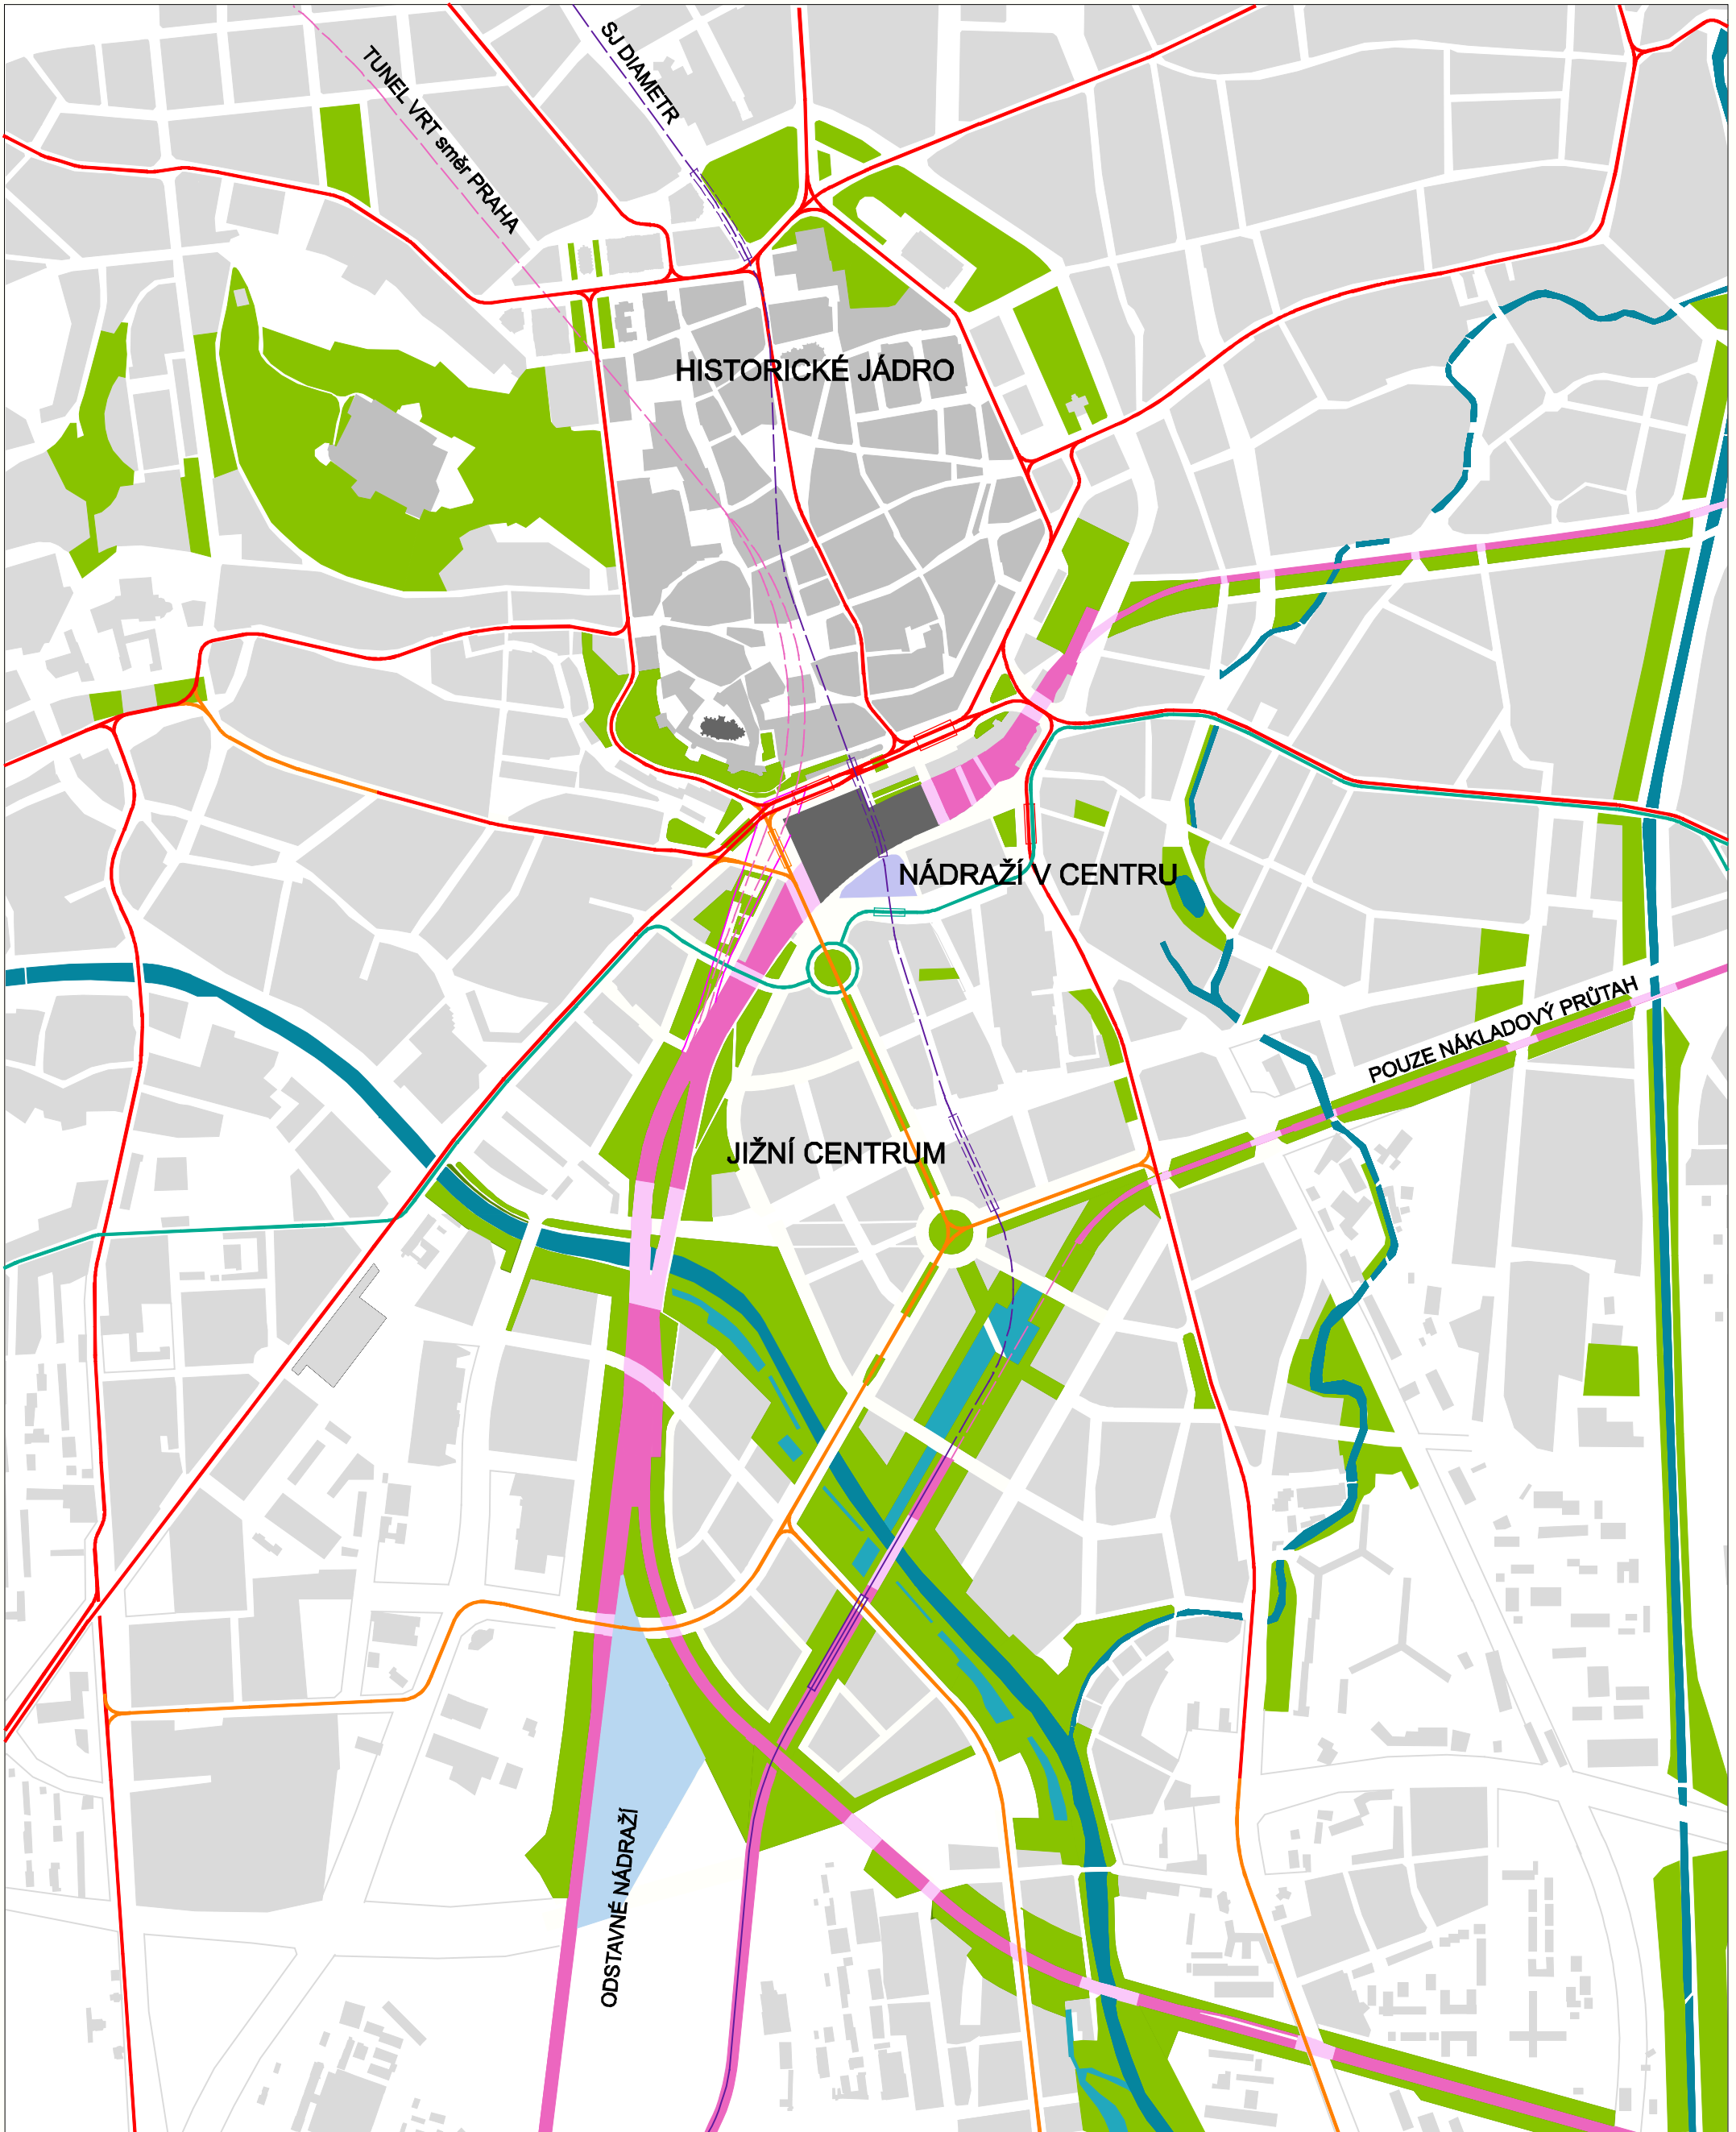 SJ DIAMETR
TUNEL VRT směr PRAHA
HISTORICKÉ JÁDRO
NÁDRAŽÍ V CENTRU
POUZE NÁKLADOVÝ PRŮTAH
JIŽNÍ CENTRUM
ODSTAVNÉ NÁDRAŽÍ